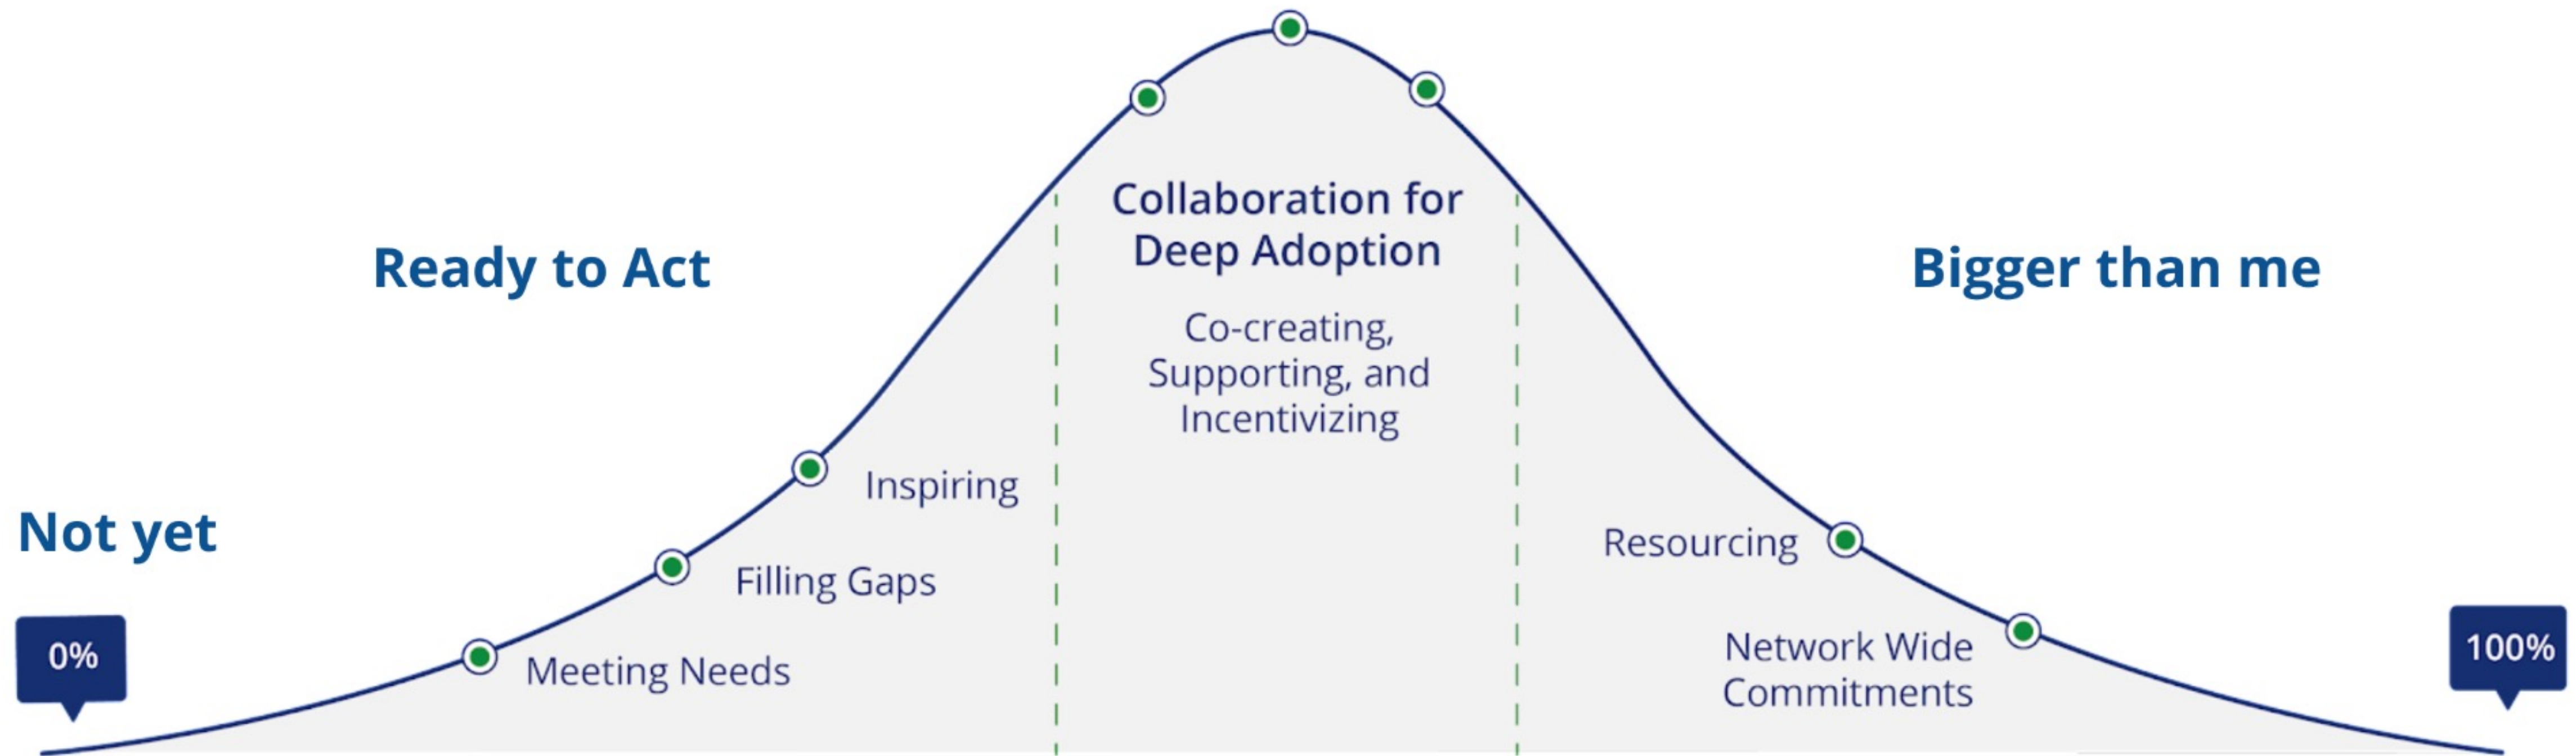 Not yet
0%
Ready to Act
Meeting Needs
Filling Gaps
Inspiring
Collaboration for
Deep Adoption
Co-creating,
Supporting, and
Incentivizing
Bigger than me
Resourcing
Network Wide
Commitments
100%